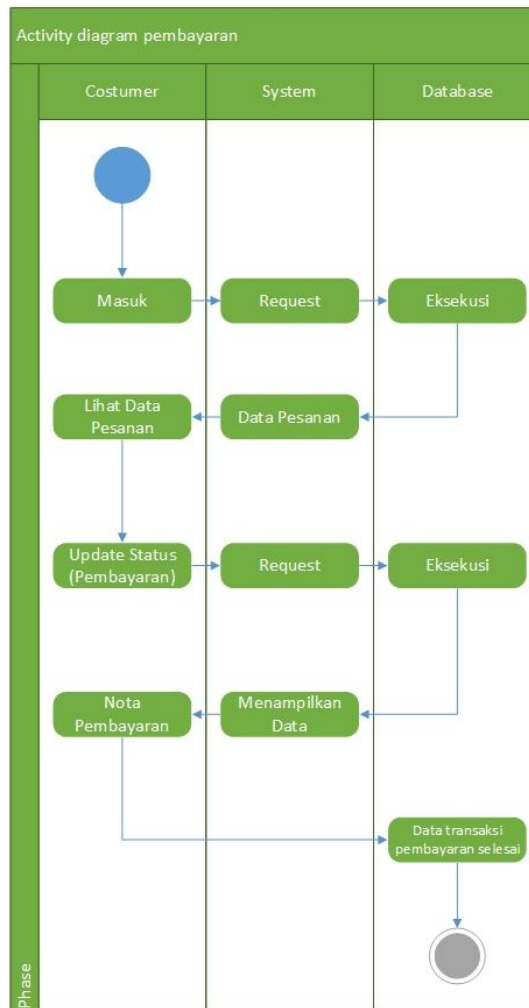 Activity diagram pembayaran
Costumer
System
Database
Masuk
Request
Eksekusi
Lihat Data
Pesanan
Data Pesanan
Update Status
(Pembayaran)
Request
Eksekusi
Nota
Pembayaran
Menampilkan
Data
Data transaksi
pembayaran selesai
Phase